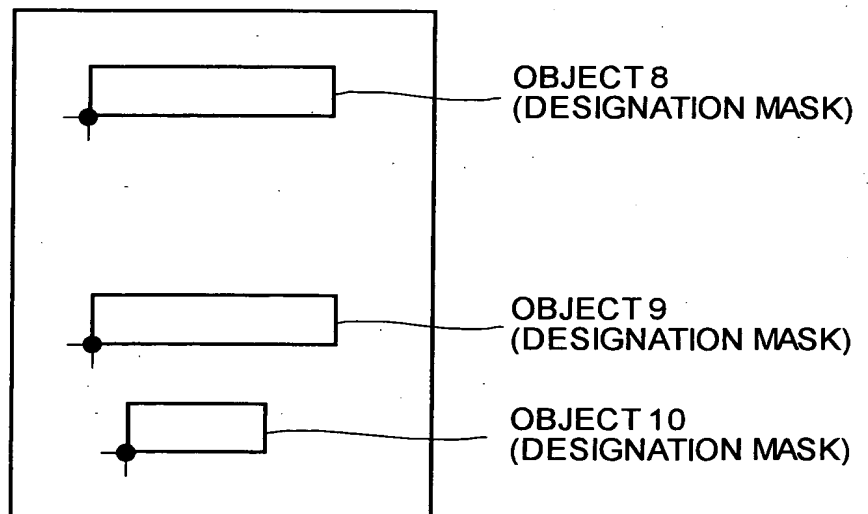 OBJECT 8
(DESIGNATION MASK)
OBJECT 9
(DESIGNATION MASK)
OBJECT 10
(DESIGNATION MASK)